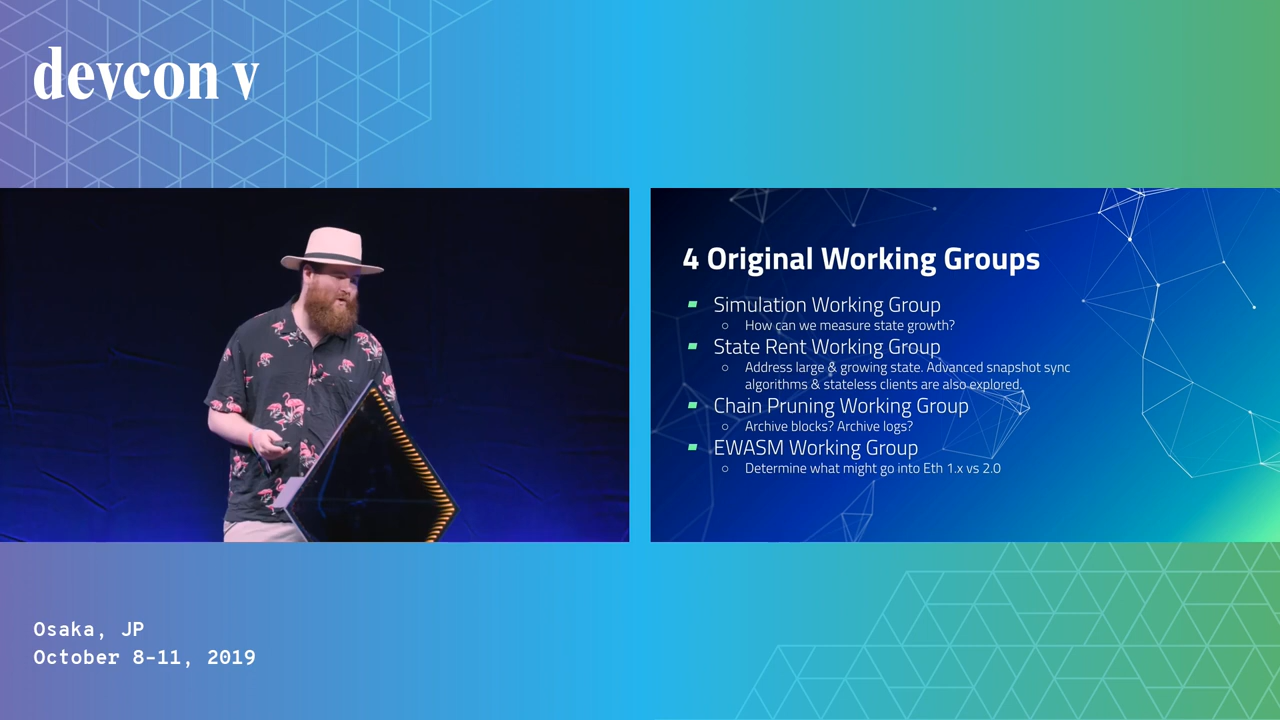 devcon v
4 Original Working Groups
Simulation Working Group
How can we measure state growth?
State Rent Working Group
Address large & growing state. Advanced snapshot sync
algorithms & stateless clients are also explored.
Chain Pruning Working Group
Archive blocks? Archive logs?
EWASM Working Group
Determine what might go into Eth 1.x vs 2.0
Osaka, JP
October 8-11, 2019